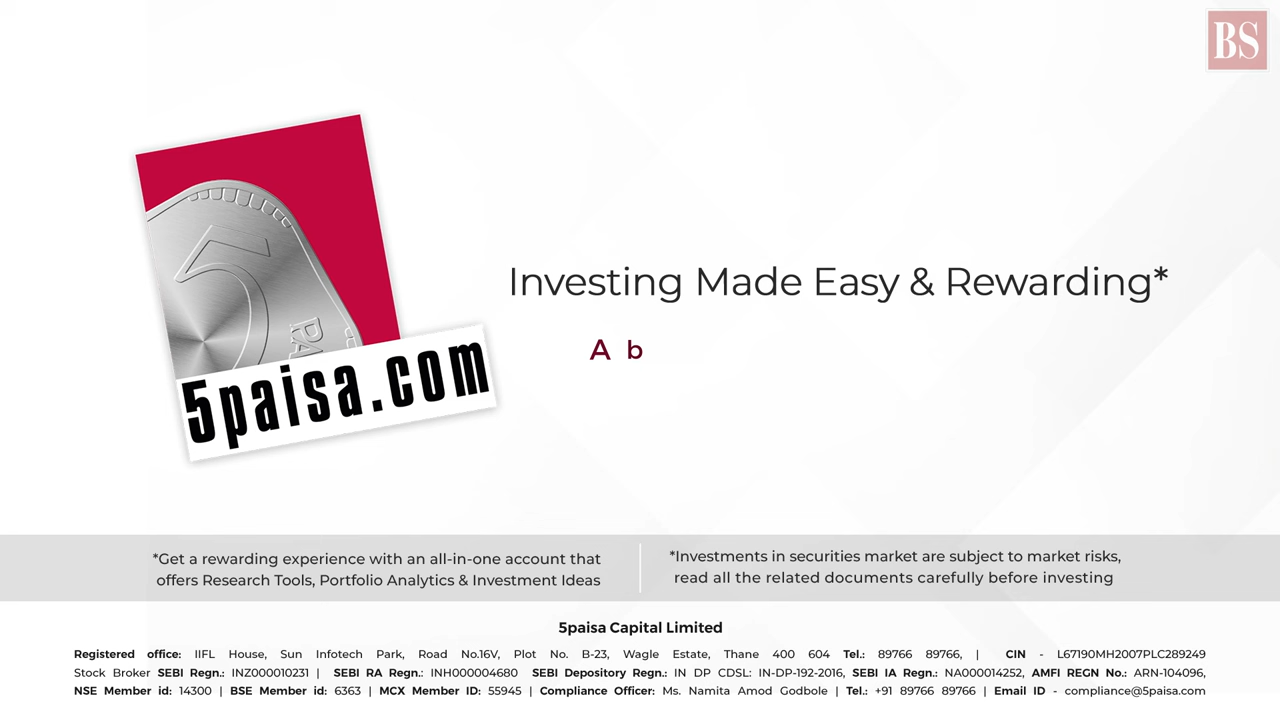 BS
5paisa.com
Investing Made Easy & Rewarding*
A b
*Get a rewarding experience with an all-in-one account that
offers Research Tools, Portfolio Analytics & Investment Ideas
*Investments in securities market are subject to market risks,
read all the related documents carefully before investing
5paisa Capital Limited
Registered office: IIFL House, Sun Infotech Park, Road No.16V, Plot No. B-23, Wagle Estate, Thane 400 604 Tel.: 89766 89766, | CIN - L67190MH2007PLC289249
Stock Broker SEBI Regn.: INZ000010231 | SEBI RA Regn.: INH000004680 SEBI Depository Regn.: IN DP CDSL: IN-DP-192-2016, SEBI IA Regn.: NA000014252, AMFI REGN No.: ARN-104096,
NSE Member id: 14300 | BSE Member id: 6363 | MCX Member ID: 55945 | Compliance Officer: Ms. Namita Amod Godbole | Tel.: +91 89766 89766 | Email ID - compliance@5paisa.com